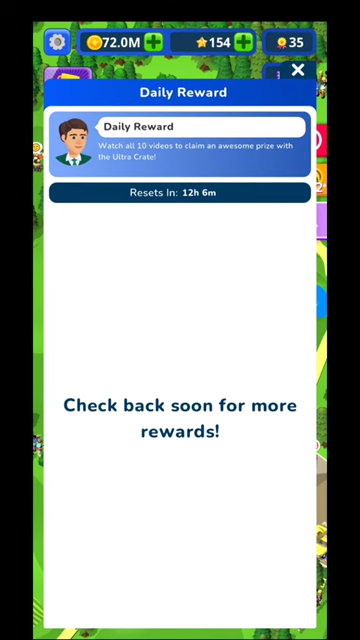 72.0M
154
35
Daily Reward
Daily Reward
Watch all 10 videos to claim an awesome prize with
the Ultra Crate!
Resets In: 12h 6m
Check back soon for more
rewards!